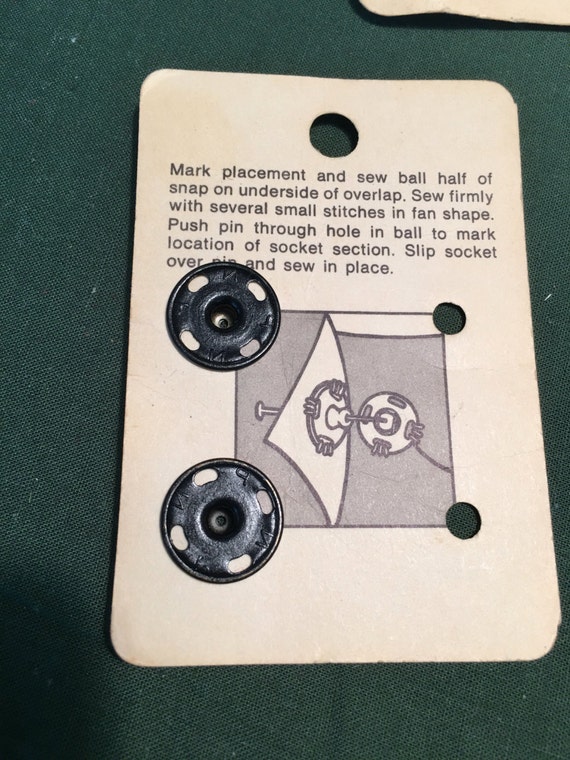 Mark placement and sew ball half of
snap on underside of overlap. Sew firmly
with several small stitches in fan shape.
Push pin through hole in ball to mark
location of socket section. Slip socket
over pin and sew in place.